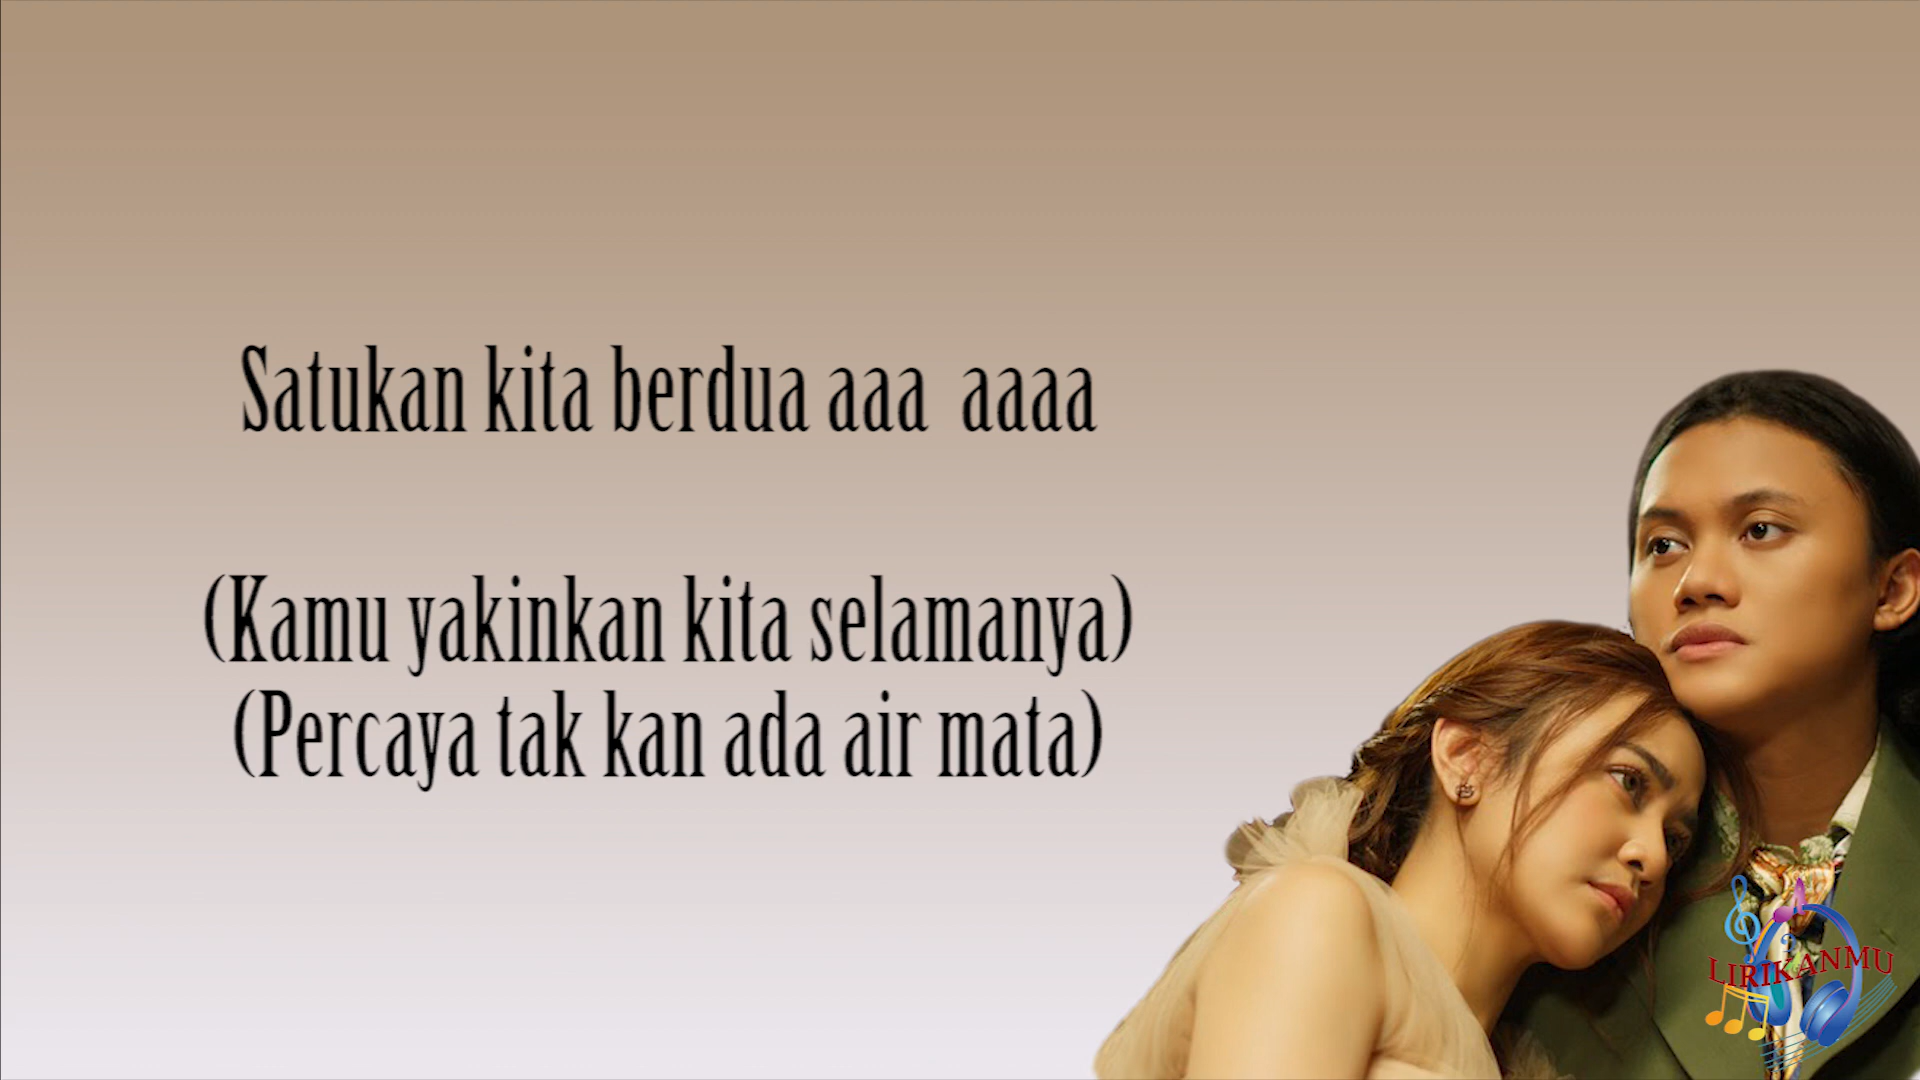 Satukan kita berdua aaa  aaaa
(Kamu yakinkan kita selamanya)
(Percaya tak kan ada air mata)
LIRIKANMU